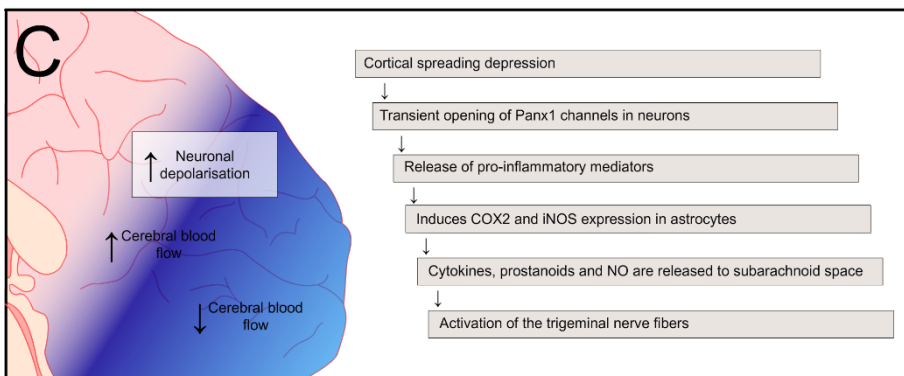 C
↑ Neuronal
depolarisation
↑ Cerebral blood
flow
↓ Cerebral blood
flow
Cortical spreading depression
↓
Transient opening of Panx1 channels in neurons
↓
Release of pro-inflammatory mediators
↓
Induces COX2 and iNOS expression in astrocytes
↓
Cytokines, prostanoids and NO are released to subarachnoid space
↓
Activation of the trigeminal nerve fibers